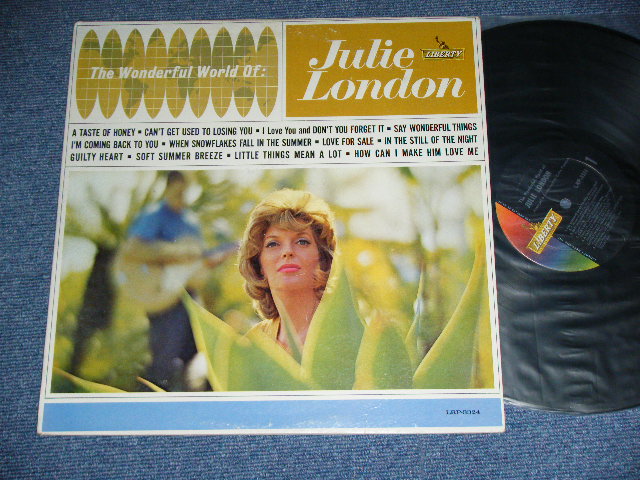 The Wonderful World Of:
Julie
London
LIBERTY
A TASTE OF HONEY • CAN'T GET USED TO LOSING YOU • I Love You and DON'T YOU FORGET IT • SAY WONDERFUL THINGS
I'M COMING BACK TO YOU • WHEN SNOWFLAKES FALL IN THE SUMMER • LOVE FOR SALE • IN THE STILL OF THE NIGHT
GUILTY HEART • SOFT SUMMER BREEZE • LITTLE THINGS MEAN A LOT • HOW CAN I MAKE HIM LOVE ME
JULIE LONDON
LIBERTY